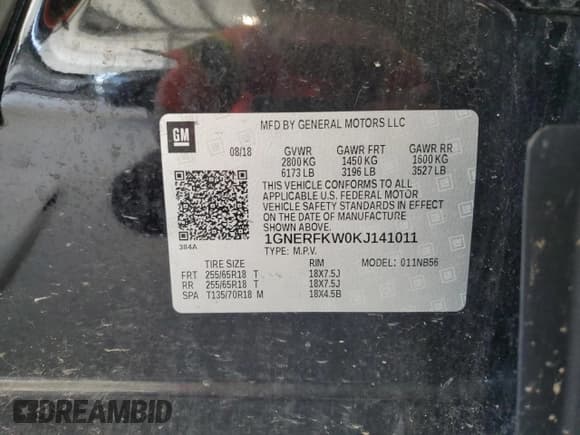 GM
MFD BY GENERAL MOTORS LLC
08/18 GVWR GAWR FRT GAWR RR
2800 KG 1450 KG 1600 KG
6173 LB 3196 LB 3527 LB
THIS VEHICLE CONFORMS TO ALL
APPLICABLE U.S. FEDERAL MOTOR
VEHICLE SAFETY STANDARDS IN EFFECT
ON THE DATE OF MANUFACTURE
SHOWN ABOVE.
384A 1GNERFKW0KJ141011
TYPE: M.P.V.
TIRE SIZE RIM MODEL: 011NB56
FRT 255/65R18 T 18X7.5J
RR 255/65R18 T 18X7.5J
SPA T135/70R18 M 18X4.5B
DREAMBID